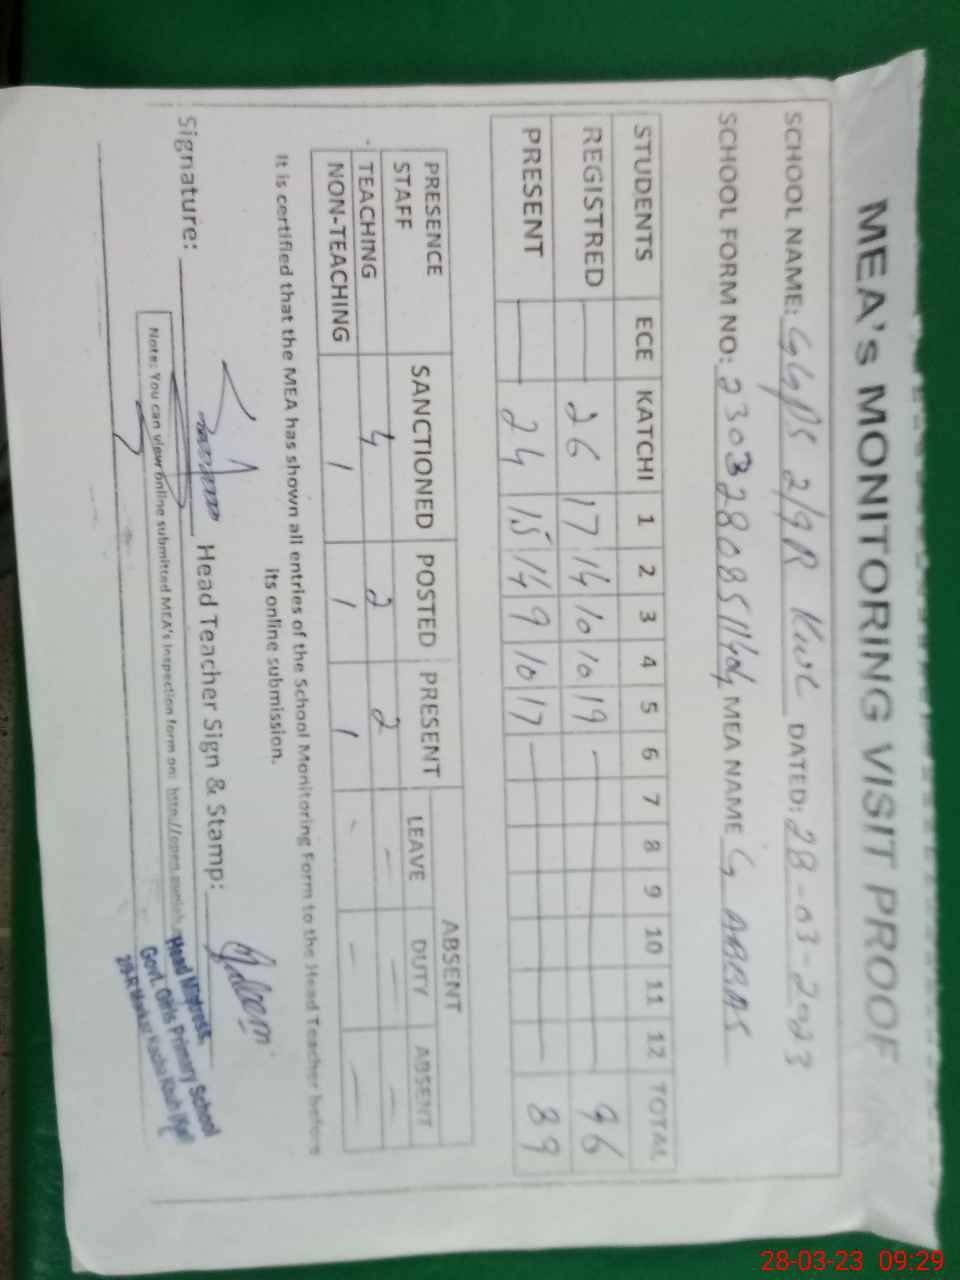 MEA's MONITORING VISIT PROOF
SCHOOL NAME: GGPS 2/9R KWL DATED: 28-03-2023
SCHOOL FORM NO: MEA NAME G ABBAS
STUDENTS ECE KATCHI 1 2 3 4 5 6 7 8 9 10 11 12 TOTAL
REGISTRED — 26 17 14 10 10 19 — 96
PRESENT — 24 15 14 9 10 17 — 89
PRESENCE ABSENT
STAFF SANCTIONED POSTED PRESENT LEAVE DUTY ABSENT
TEACHING 4 2 2 — — —
NON-TEACHING 1 1 1 - — —
It is certified that the MEA has shown all entries of the School Monitoring Form to the Head Teacher before
its online submission.
Signature: Head Teacher Sign & Stamp:
Note: You can view online submitted MEA's Inspection form on:
Head Mistress,
Govt. Girls Primary School
28-03-23 09:29